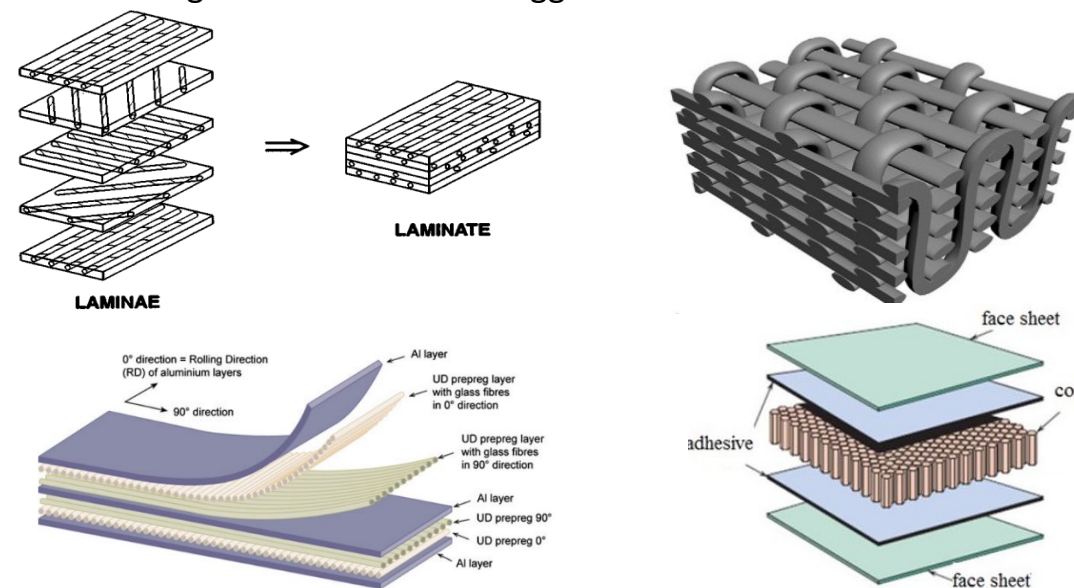 LAMINAE
LAMINATE
0° direction = Rolling Direction
(RD) of aluminium layers
90° direction
Al layer
UD prepreg layer
with glass fibres
in 0° direction
UD prepreg layer
with glass fibres
in 90° direction
Al layer
UD prepreg 90°
UD prepreg 0°
Al layer
face sheet
co
adhesive
face sheet